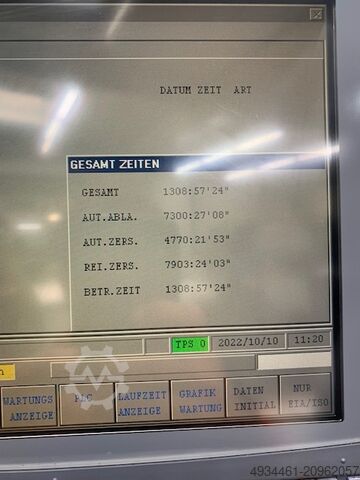 DATUM ZEIT ART
GESAMT ZEITEN
GESAMT 1308:57'24"
AUT.ABLA. 7300:27'08"
AUT.ZERS. 4770:21'53"
REI.ZERS. 7903:24'03"
BETR.ZEIT 1308:57'24"
TPS 0 2022/10/10 11:20
WARTUNGS ANZEIGE
PLC
LAUFZEIT ANZEIGE
GRAFIK WARTUNG
DATEN INITIAL
NUR EIA/ISO
4934461-20962057